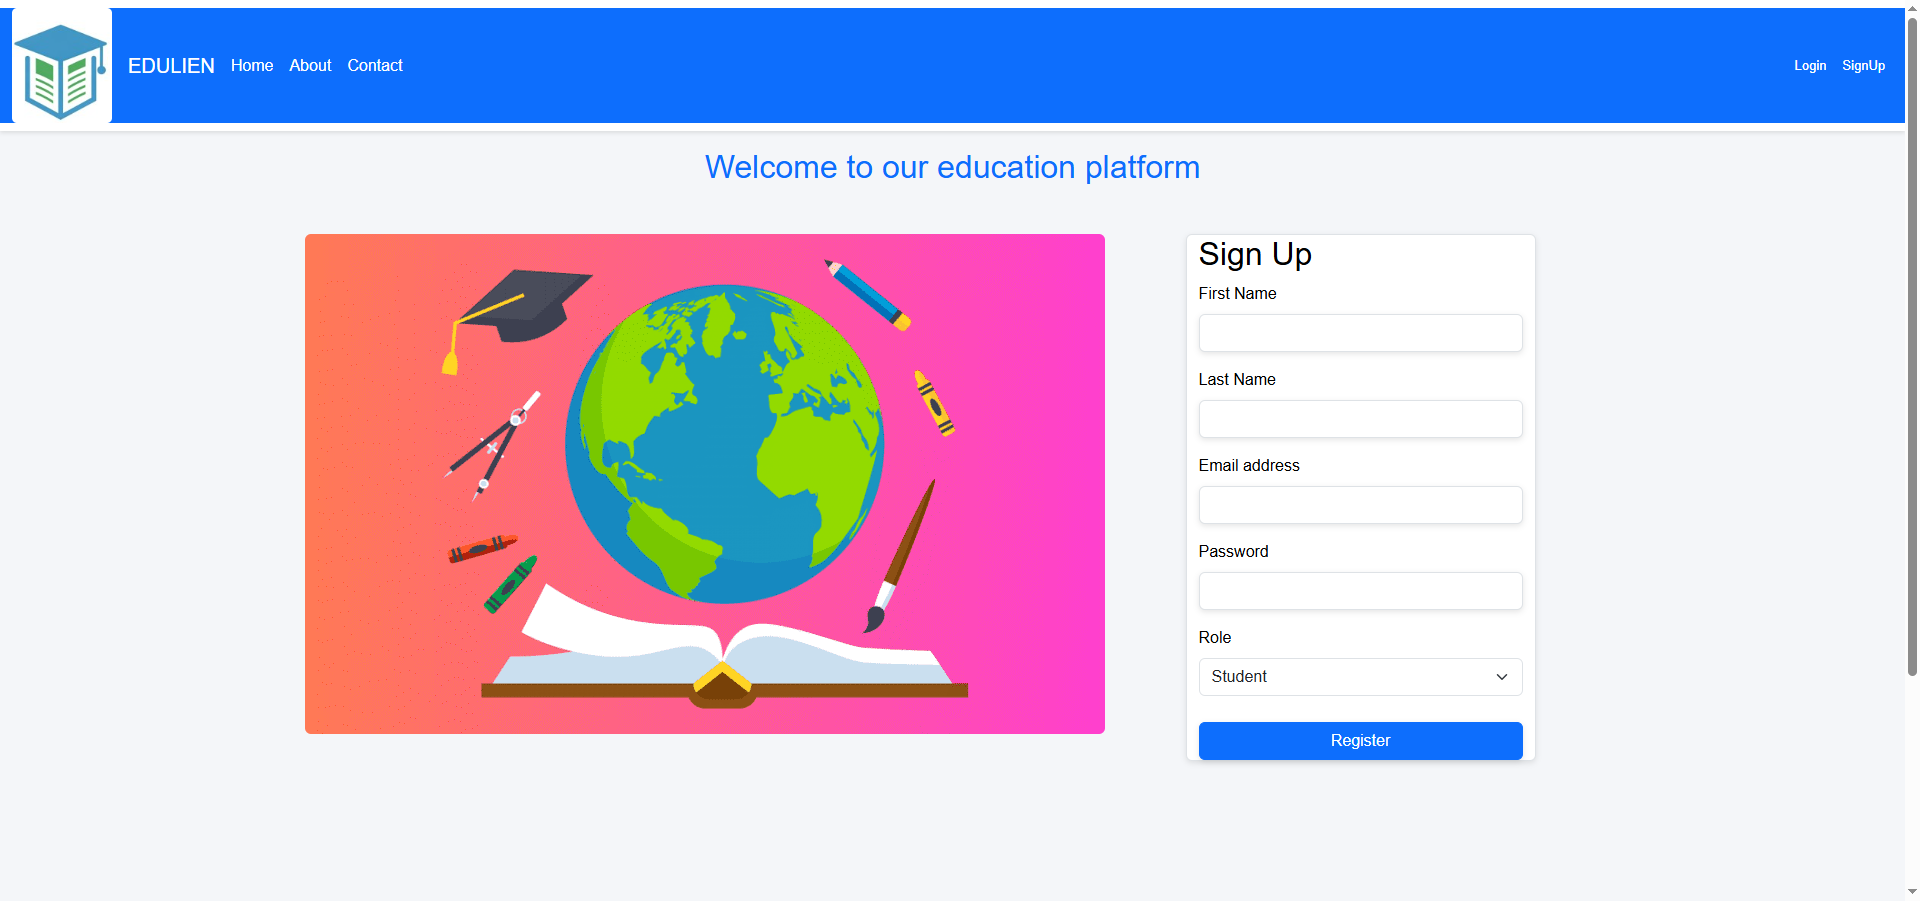 EDULIEN Home About Contact Login SignUp
Welcome to our education platform
Sign Up
First Name
Last Name
Email address
Password
Role
Student
Register